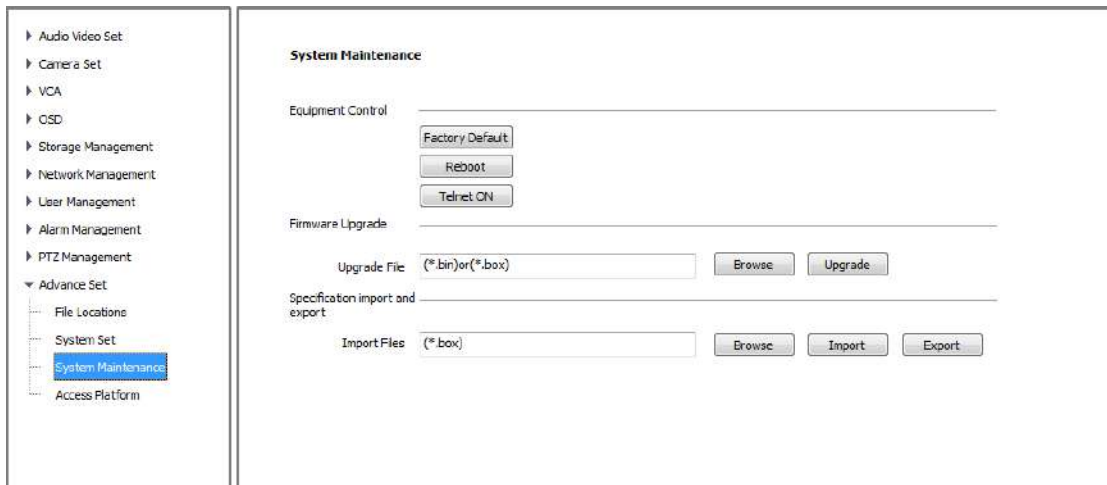 Audio Video Set
Camera Set
VCA
OSD
Storage Management
Network Management
User Management
Alarm Management
PTZ Management
Advance Set
File Locations
System Set
System Maintenance
Access Platform
System Maintenance
Equipment Control
Factory Default
Reboot
Telnet ON
Firmware Upgrade
Upgrade File (*.bin)or(*.box) Browse Upgrade
Specification import and
export
Import Files (*.box) Browse Import Export